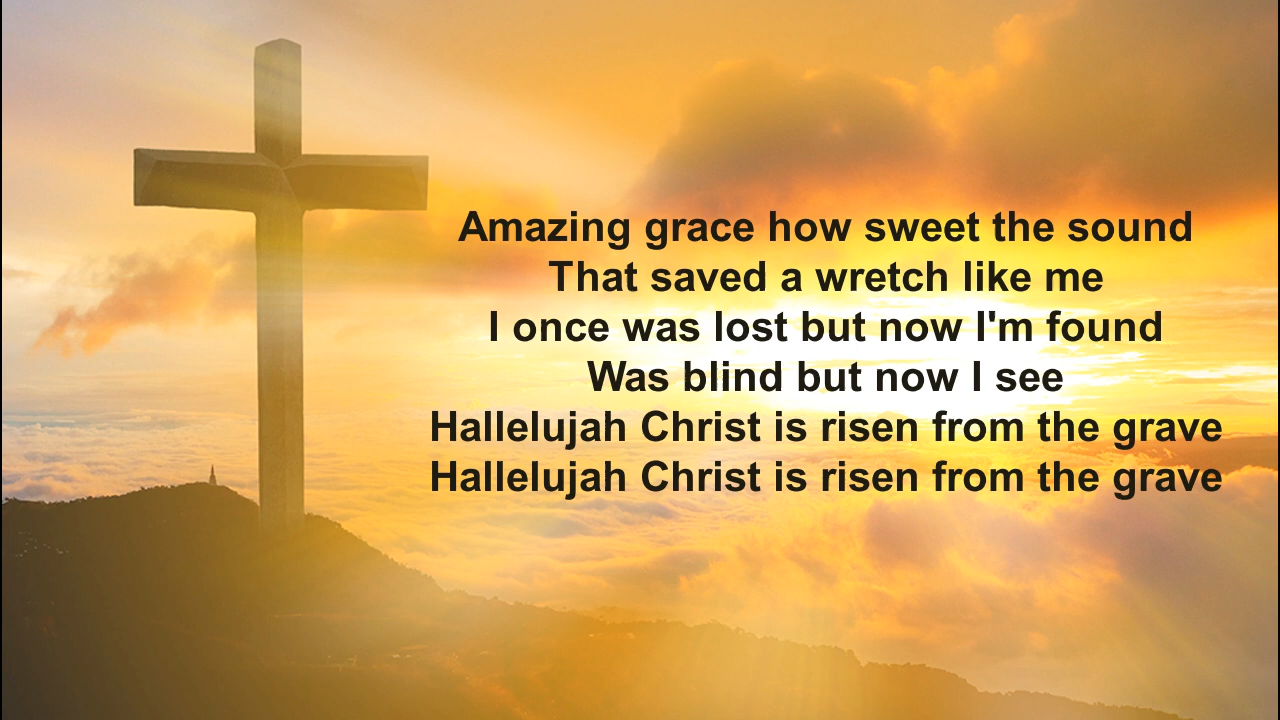 Amazing grace how sweet the sound
That saved a wretch like me
I once was lost but now I'm found
Was blind but now I see
Hallelujah Christ is risen from the grave
Hallelujah Christ is risen from the grave